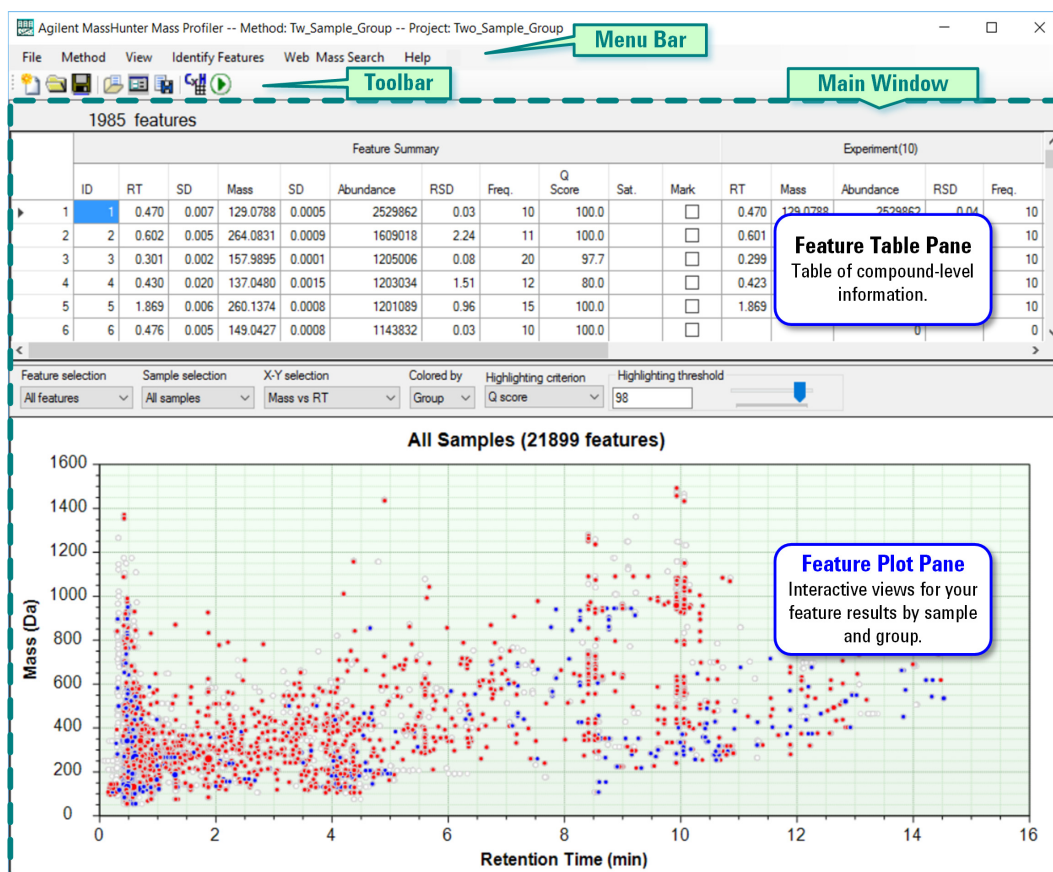 Agilent MassHunter Mass Profiler -- Method: Tw_Sample_Group -- Project: Two_Sample_Group
Menu Bar
File Method View Identify Features Web Mass Search Help
Toolbar
Main Window
1985 features
Feature Summary Experiment(10)
ID RT SD Mass SD Abundance RSD Freq. Q Score Sat. Mark RT Mass Abundance RSD Freq.
1 1 0.470 0.007 129.0788 0.0005 2529862 0.03 10 100.0 0.470 129.0788 2529862 0.04 10
2 2 0.602 0.005 264.0831 0.0009 1609018 2.24 11 100.0 0.601 10
3 3 0.301 0.002 157.9895 0.0001 1205006 0.08 20 97.7 0.299 10
4 4 0.430 0.020 137.0480 0.0015 1203034 1.51 12 80.0 0.423 10
5 5 1.869 0.006 260.1374 0.0008 1201089 0.96 15 100.0 1.869 10
6 6 0.476 0.005 149.0427 0.0008 1143832 0.03 10 100.0 0 0
Feature Table Pane
Table of compound-level
information.
Feature selection Sample selection X-Y selection Colored by Highlighting criterion Highlighting threshold
All features All samples Mass vs RT Group Q score 98
All Samples (21899 features)
1600
1400
1200
1000
800
600
400
200
0
Mass (Da)
Feature Plot Pane
Interactive views for your
feature results by sample
and group.
0 2 4 6 8 10 12 14 16
Retention Time (min)